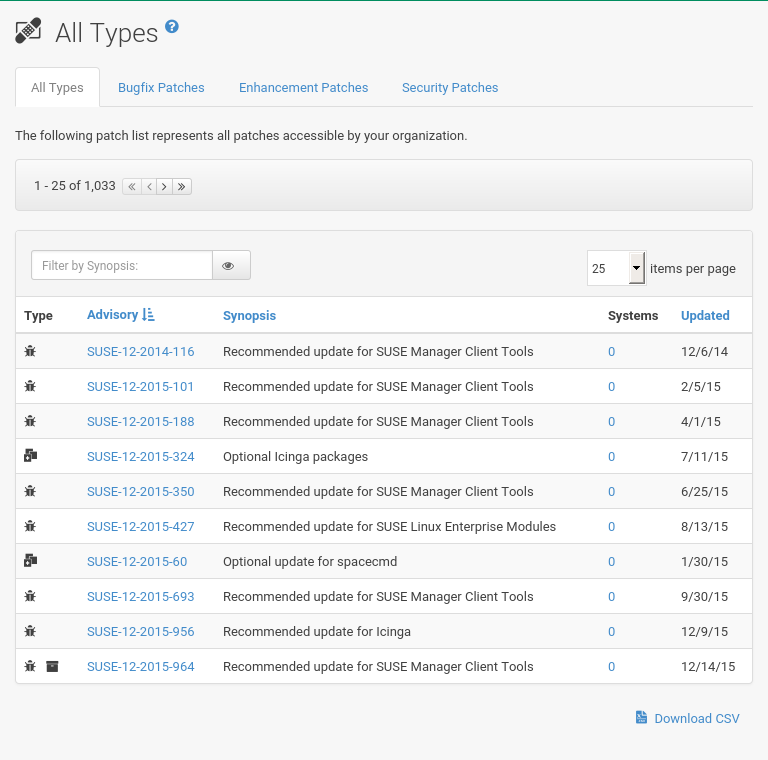 All Types ?
All Types Bugfix Patches Enhancement Patches Security Patches
The following patch list represents all patches accessible by your organization.
1 - 25 of 1,033
Filter by Synopsis: 25 items per page
Type Advisory Synopsis Systems Updated
SUSE-12-2014-116 Recommended update for SUSE Manager Client Tools 0 12/6/14
SUSE-12-2015-101 Recommended update for SUSE Manager Client Tools 0 2/5/15
SUSE-12-2015-188 Recommended update for SUSE Manager Client Tools 0 4/1/15
SUSE-12-2015-324 Optional Icinga packages 0 7/11/15
SUSE-12-2015-350 Recommended update for SUSE Manager Client Tools 0 6/25/15
SUSE-12-2015-427 Recommended update for SUSE Linux Enterprise Modules 0 8/13/15
SUSE-12-2015-60 Optional update for spacecmd 0 1/30/15
SUSE-12-2015-693 Recommended update for SUSE Manager Client Tools 0 9/30/15
SUSE-12-2015-956 Recommended update for Icinga 0 12/9/15
SUSE-12-2015-964 Recommended update for SUSE Manager Client Tools 0 12/14/15
Download CSV